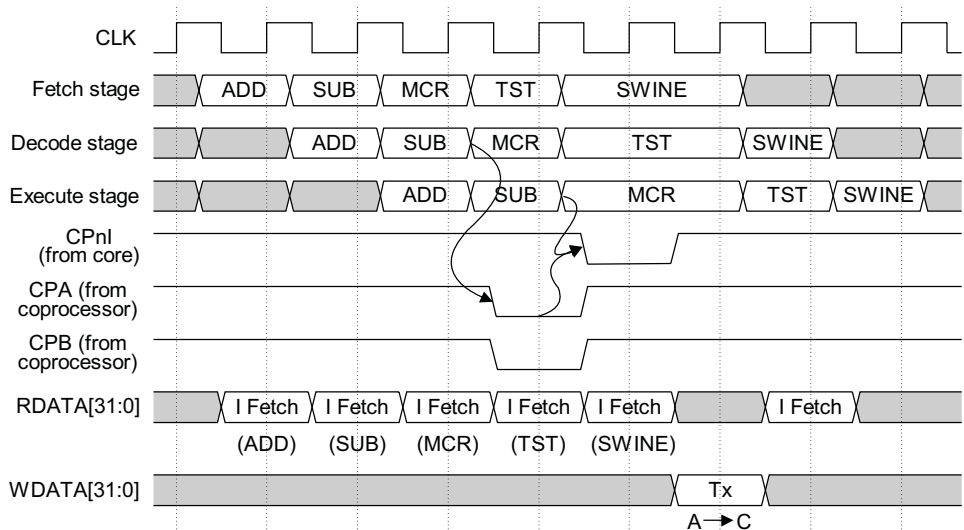 CLK
Fetch stage ADD SUB MCR TST SWINE
Decode stage ADD SUB MCR TST SWINE
Execute stage ADD SUB MCR TST SWINE
CPnI
(from core)
CPA (from
coprocessor)
CPB (from
coprocessor)
RDATA[31:0] I Fetch I Fetch I Fetch I Fetch I Fetch I Fetch
(ADD) (SUB) (MCR) (TST) (SWINE)
WDATA[31:0] Tx
A C